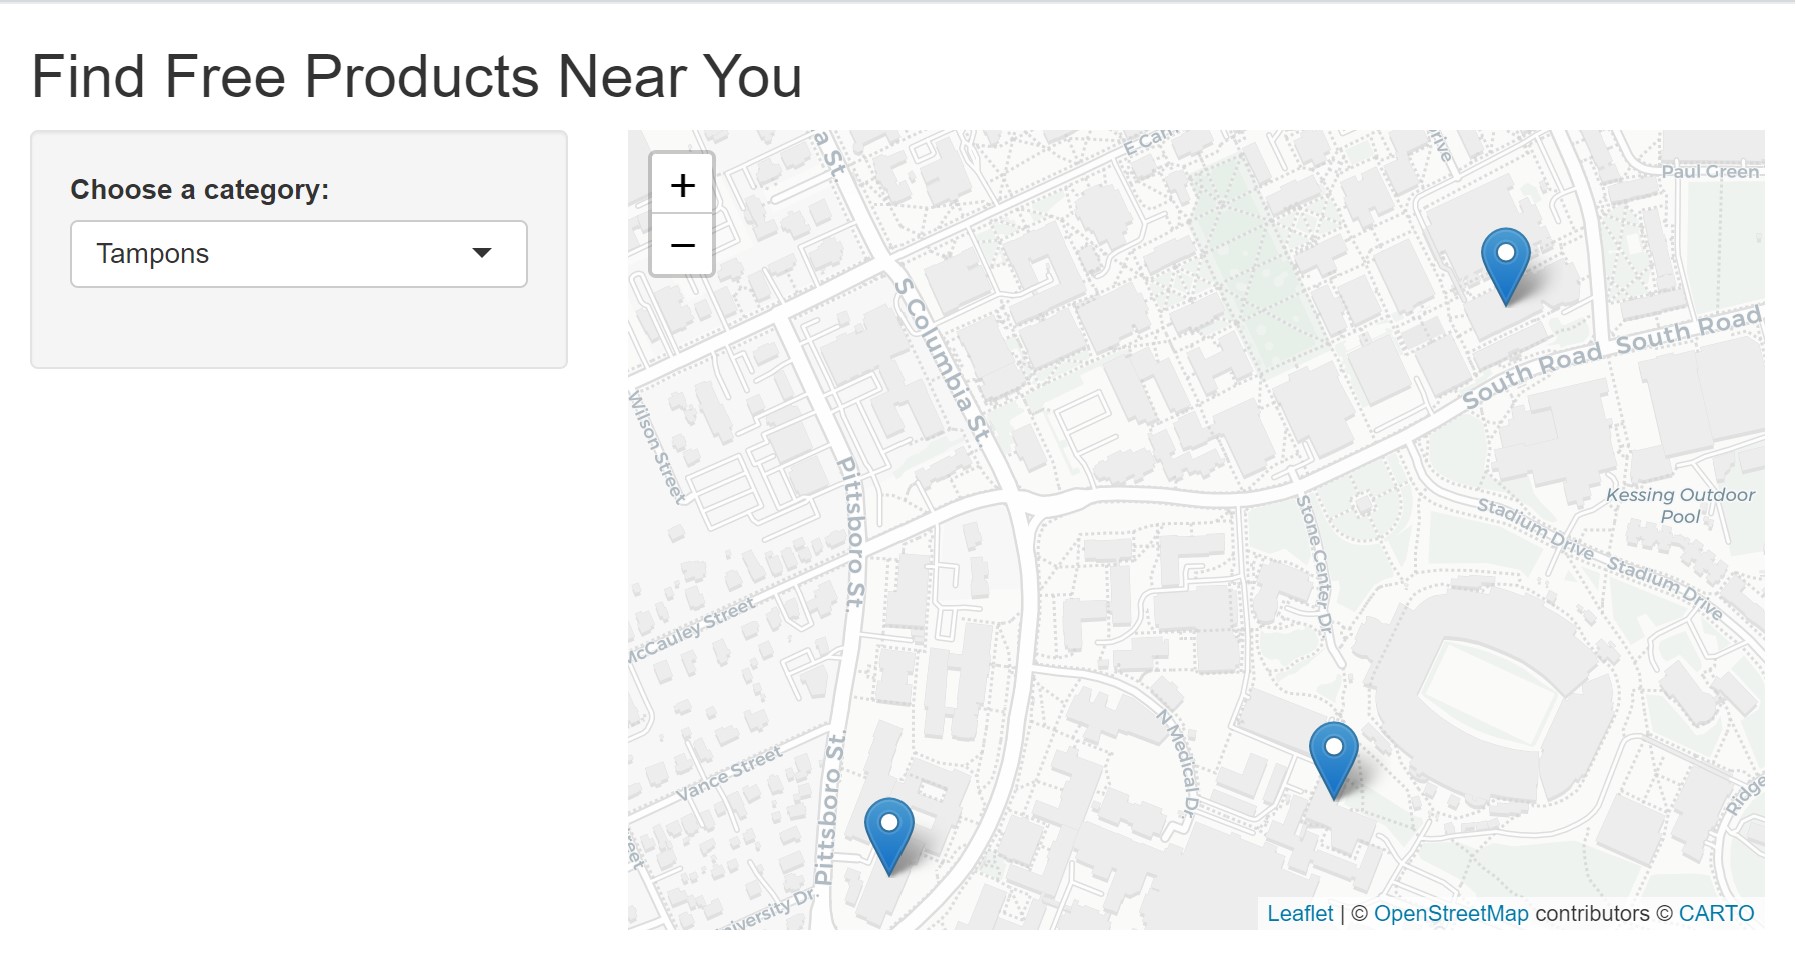 Find Free Products Near You
Choose a category:
Tampons
+
−
a St.
E Cam
rive
Paul Green
S Columbia St.
South Road
South Road
Wilson Street
Pittsboro St.
Kessing Outdoor
Pool
Stadium Drive
Stadium Drive
Stone Center Dr.
McCauley Street
N Medical Dr.
Vance Street
Pittsboro St.
Ridge
eet
niversity Dr.
Leaflet | © OpenStreetMap contributors © CARTO